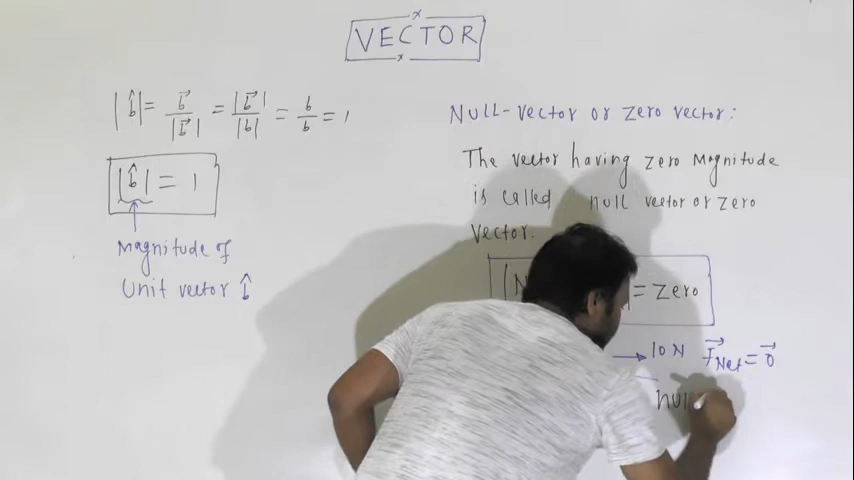 VECTOR
|b̂| = b⃗/|b⃗| = |b⃗|/|b| = b/b = 1
|b̂| = 1
Magnitude of
Unit vector î
Null-vector or zero vector:
The vector having zero Magnitude
is called null vector or zero
vector.
= zero
→ 10 N F⃗Net = 0⃗